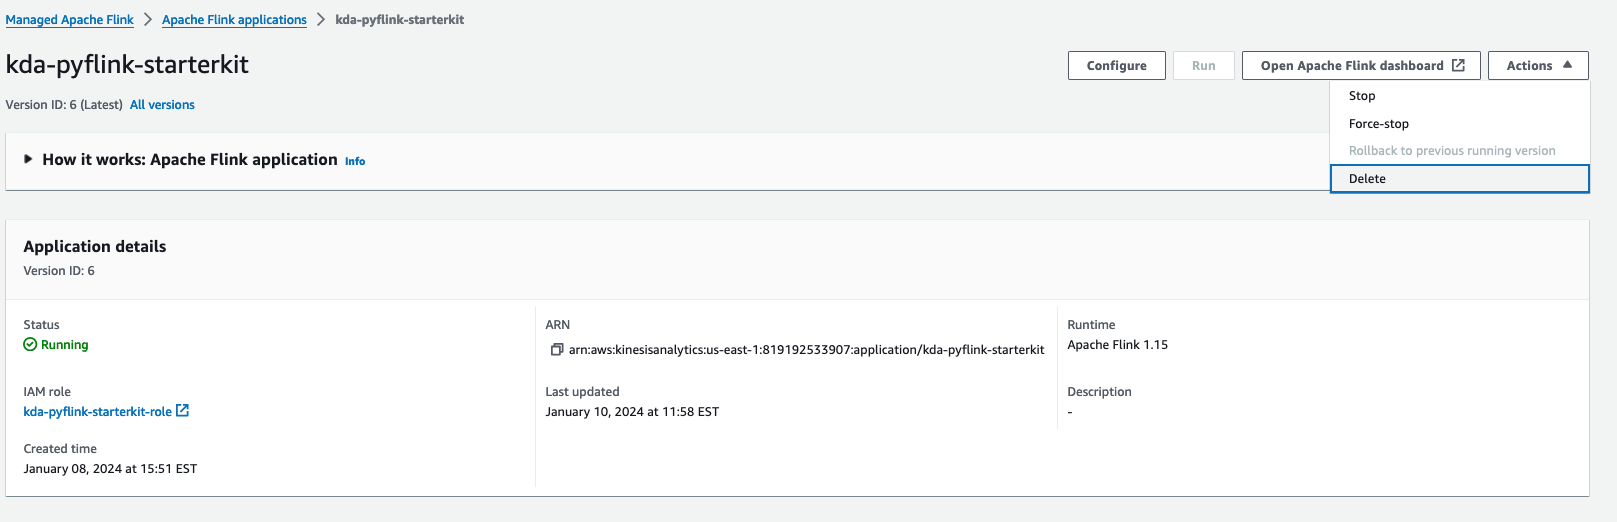 Managed Apache Flink > Apache Flink applications > kda-pyflink-starterkit
kda-pyflink-starterkit
Configure Run Open Apache Flink dashboard Actions
Version ID: 6 (Latest) All versions
Stop
Force-stop
Rollback to previous running version
Delete
How it works: Apache Flink application Info
Application details
Version ID: 6
Status
Running
IAM role
kda-pyflink-starterkit-role
Created time
January 08, 2024 at 15:51 EST
ARN
arn:aws:kinesisanalytics:us-east-1:819192533907:application/kda-pyflink-starterkit
Last updated
January 10, 2024 at 11:58 EST
Runtime
Apache Flink 1.15
Description
-